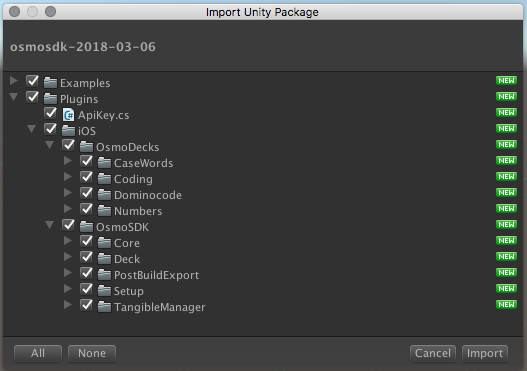 Import Unity Package
osmosdk-2018-03-06
Examples NEW
Plugins NEW
ApiKey.cs NEW
iOS NEW
OsmoDecks NEW
CaseWords NEW
Coding NEW
Dominocode NEW
Numbers NEW
OsmoSDK NEW
Core NEW
Deck NEW
PostBuildExport NEW
Setup NEW
TangibleManager NEW
All None Cancel Import